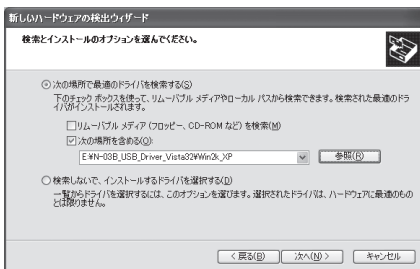 新しいハードウェアの検出ウィザード
検索とインストールのオプションを選んでください。
次の場所で最適のドライバを検索する(S)
下のチェック ボックスを使って、リムーバブル メディアやローカル パスから検索できます。検索された最適のドラ
イバがインストールされます。
リムーバブル メディア (フロッピー、CD-ROM など) を検索(M)
次の場所を含める(O):
E:¥N-03B_USB_Driver_Vista32¥Win2k_XP
参照(R)
検索しないで、インストールするドライバを選択する(D)
一覧からドライバを選択するには、このオプションを選びます。選択されたドライバは、ハードウェアに最適のもの
とは限りません。
< 戻る(B)
次へ(N) >
キャンセル